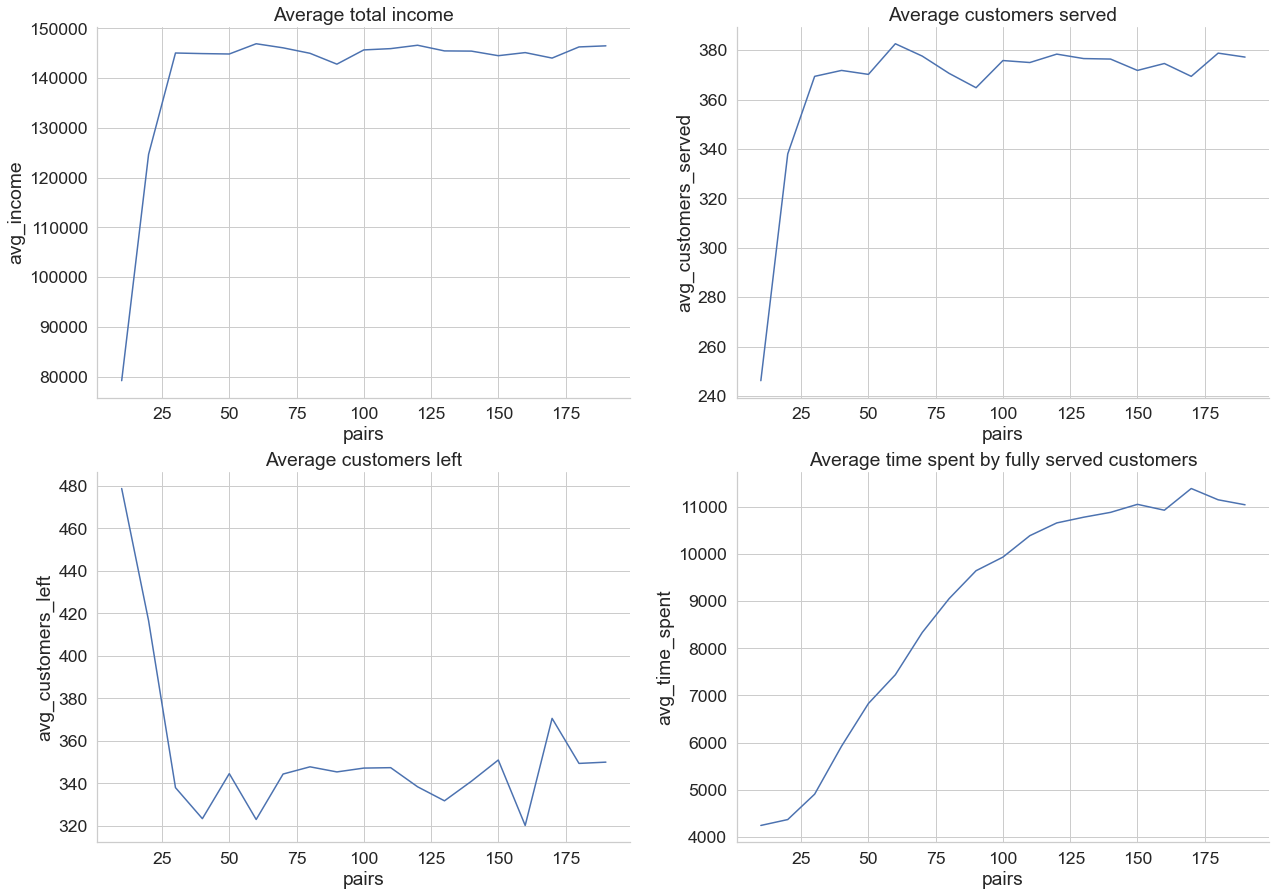 Average total income
avg_income
150000
140000
130000
120000
110000
100000
90000
80000
25 50 75 100 125 150 175
pairs
Average customers served
avg_customers_served
380
360
340
320
300
280
260
240
25 50 75 100 125 150 175
pairs
Average customers left
avg_customers_left
480
460
440
420
400
380
360
340
320
25 50 75 100 125 150 175
pairs
Average time spent by fully served customers
avg_time_spent
11000
10000
9000
8000
7000
6000
5000
4000
25 50 75 100 125 150 175
pairs